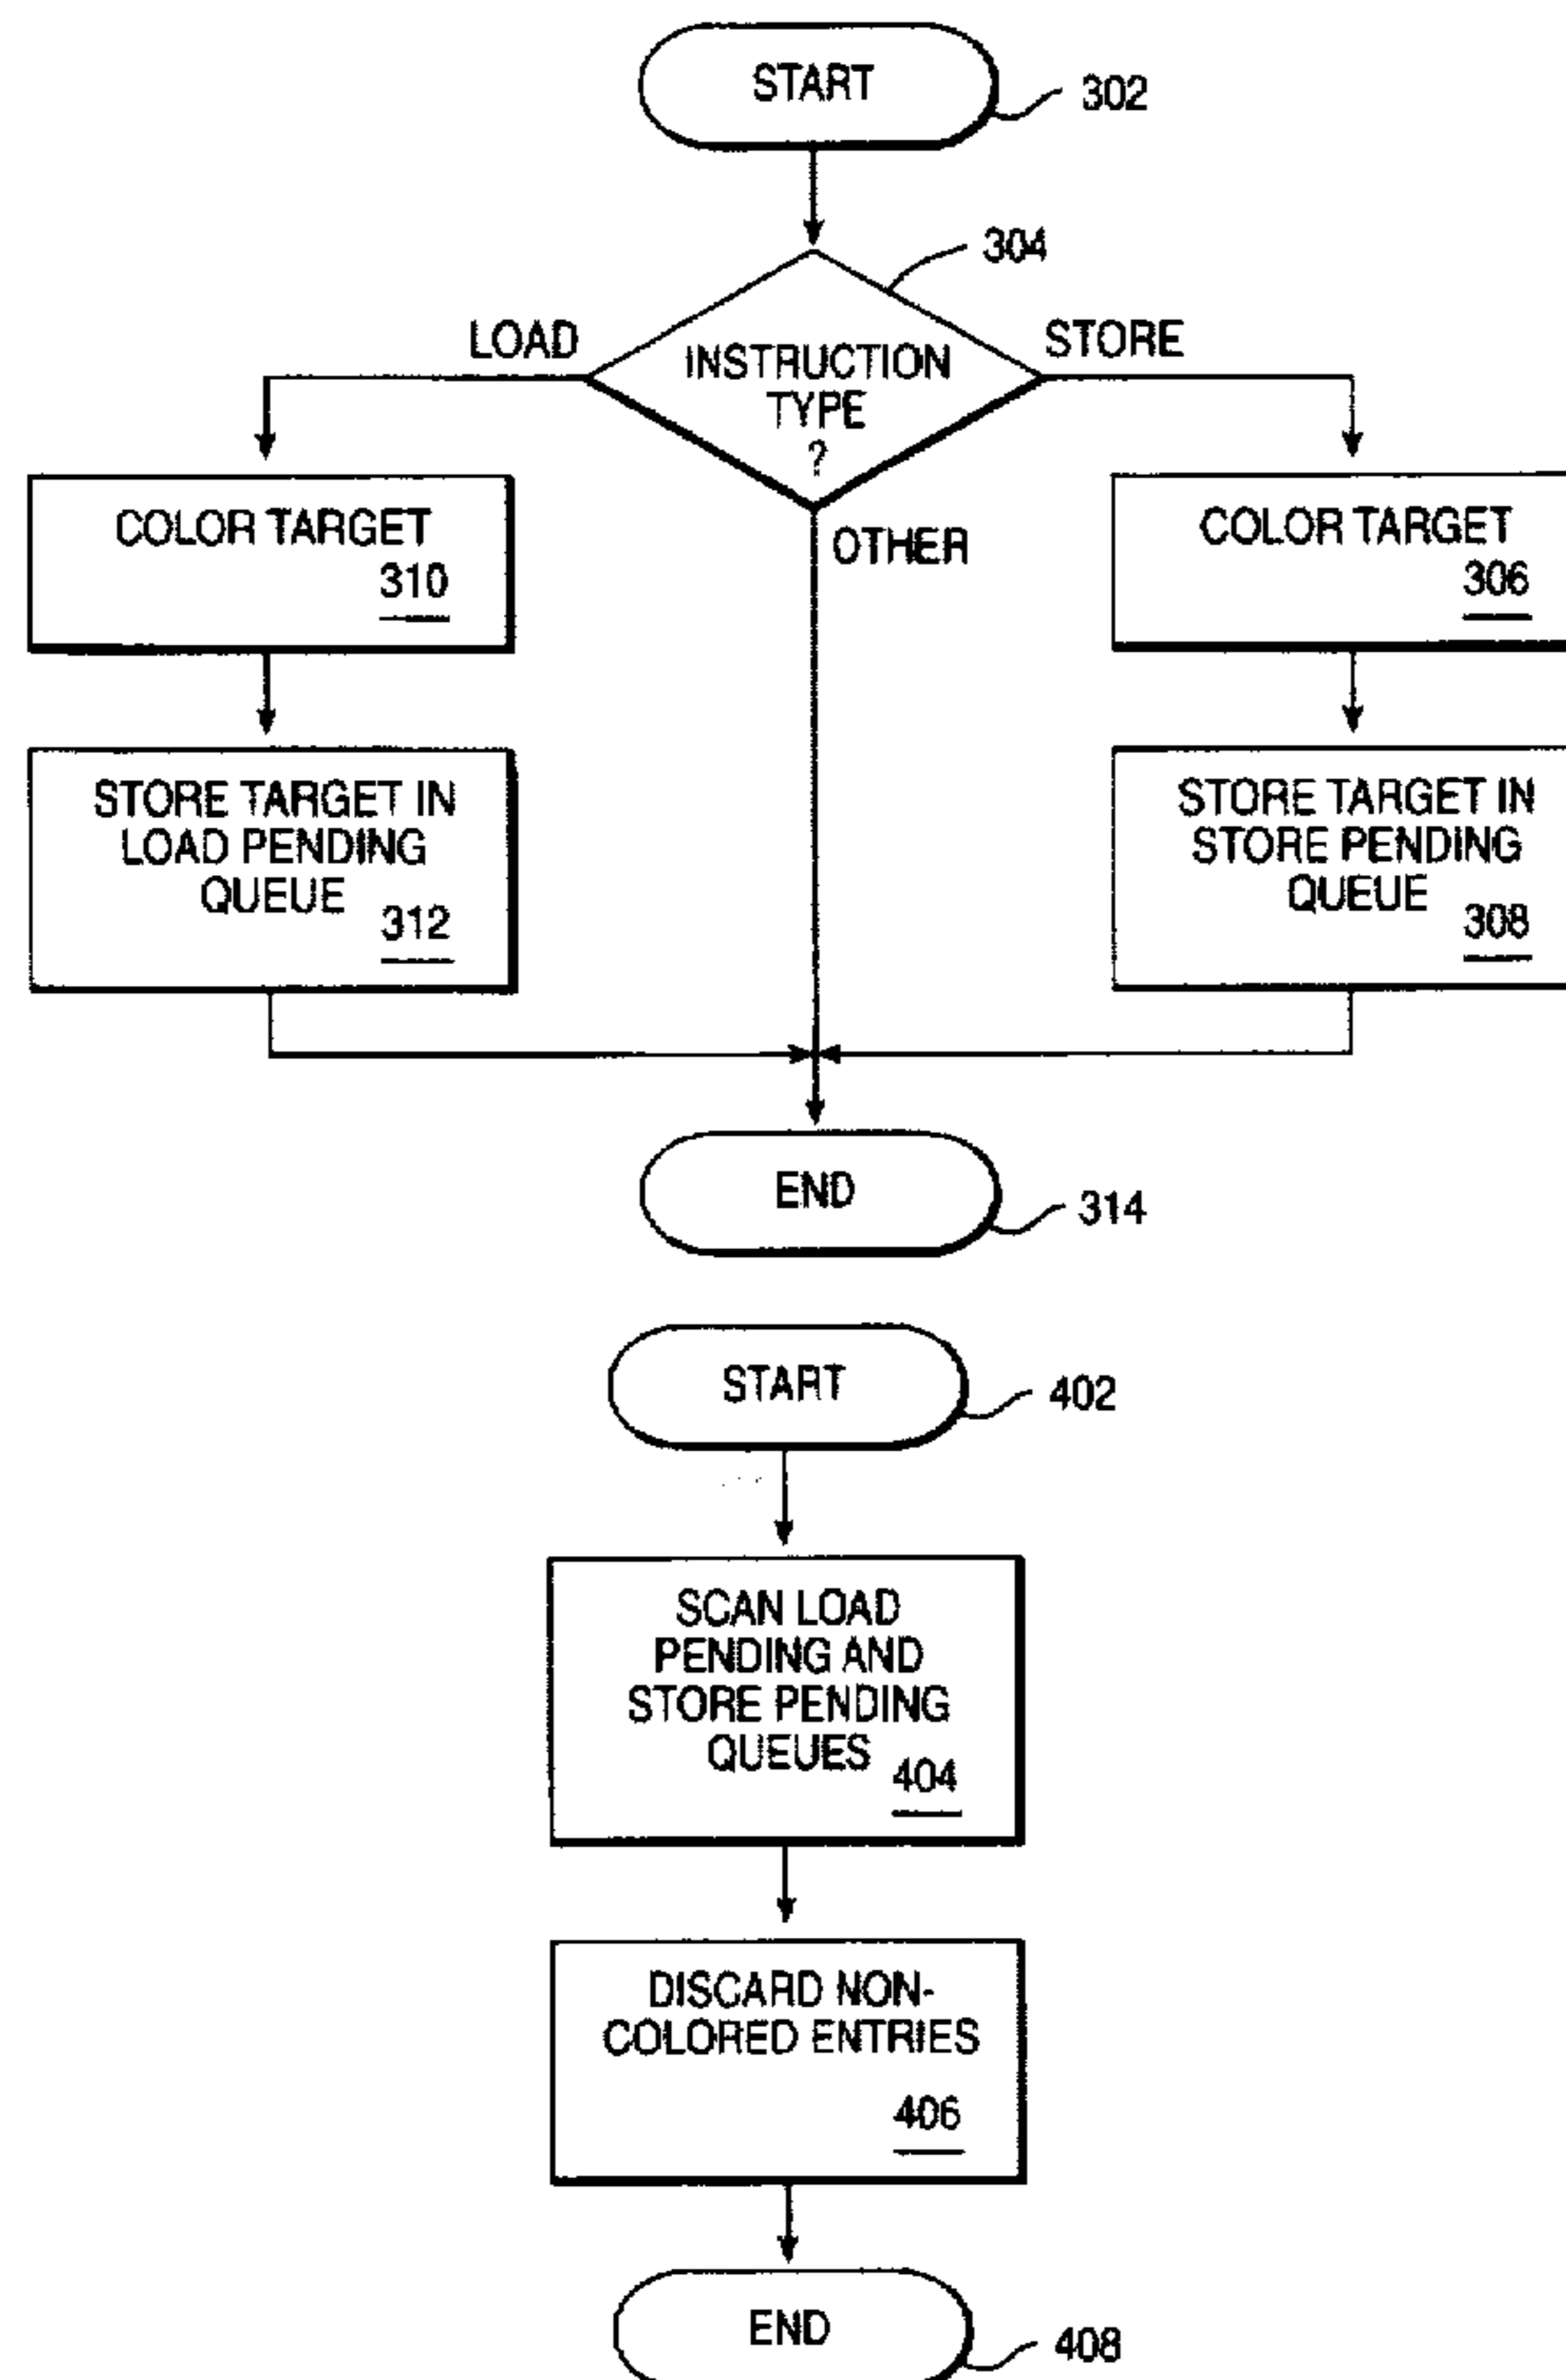 START
302
304
LOAD
STORE
INSTRUCTION
TYPE
?
OTHER
COLOR TARGET
310
COLOR TARGET
306
STORE TARGET IN
LOAD PENDING
QUEUE
312
STORE TARGET IN
STORE PENDING
QUEUE
308
END
314
START
402
SCAN LOAD
PENDING AND
STORE PENDING
QUEUES
404
DISCARD NON-
COLORED ENTRIES
406
END
408